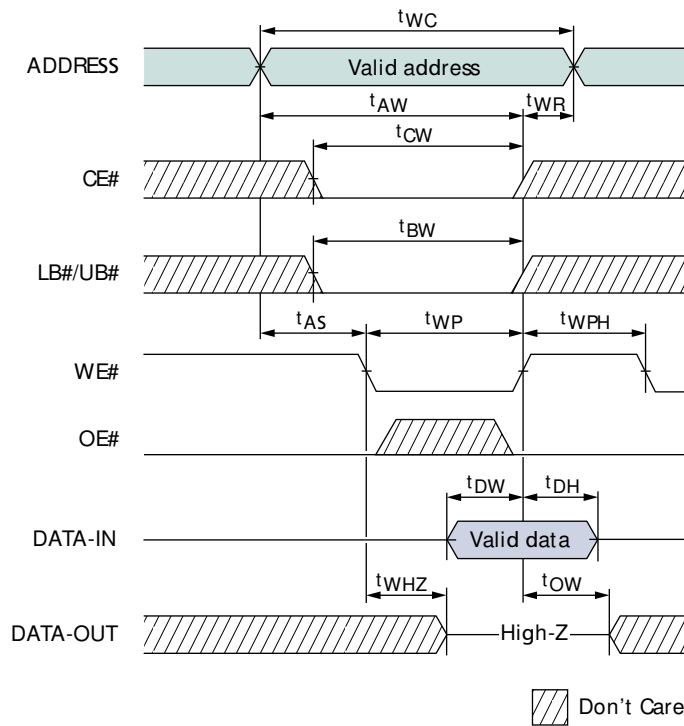 tWC
ADDRESS
Valid address
tAW
tWR
tCW
CE#
tBW
LB#/UB#
tAS
tWP
tWPH
WE#
OE#
tDW
tDH
DATA-IN
Valid data
tWHZ
tOW
DATA-OUT
High-Z
Don't Care